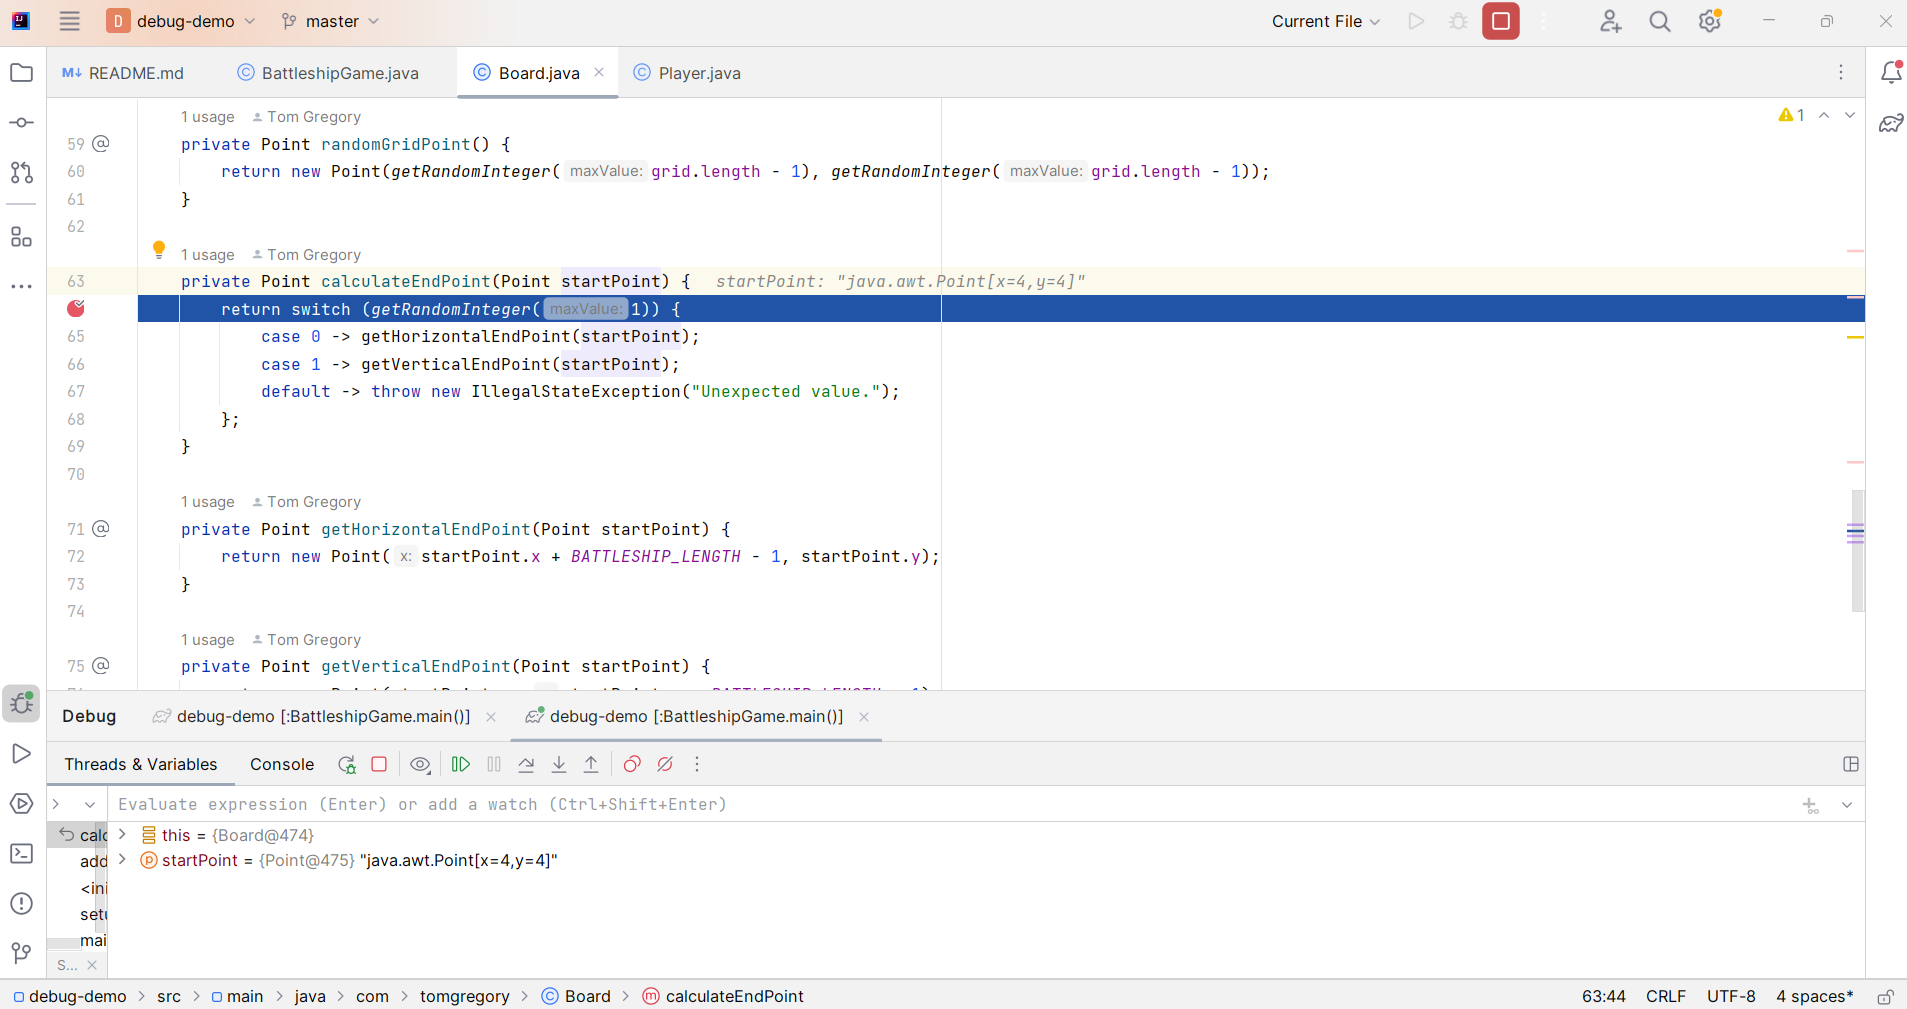 D debug-demo master Current File
README.md BattleshipGame.java Board.java Player.java
1 usage Tom Gregory
59 @ private Point randomGridPoint() {
60 return new Point(getRandomInteger( maxValue: grid.length - 1), getRandomInteger( maxValue: grid.length - 1));
61 }
62
1 usage Tom Gregory
63 private Point calculateEndPoint(Point startPoint) { startPoint: "java.awt.Point[x=4,y=4]"
return switch (getRandomInteger( maxValue: 1)) {
65 case 0 -> getHorizontalEndPoint(startPoint);
66 case 1 -> getVerticalEndPoint(startPoint);
67 default -> throw new IllegalStateException("Unexpected value.");
68 };
69 }
70
1 usage Tom Gregory
71 @ private Point getHorizontalEndPoint(Point startPoint) {
72 return new Point( x: startPoint.x + BATTLESHIP_LENGTH - 1, startPoint.y);
73 }
74
1 usage Tom Gregory
75 @ private Point getVerticalEndPoint(Point startPoint) {
1
Debug debug-demo [:BattleshipGame.main()] debug-demo [:BattleshipGame.main()]
Threads & Variables Console
Evaluate expression (Enter) or add a watch (Ctrl+Shift+Enter)
calc this = {Board@474}
add startPoint = {Point@475} "java.awt.Point[x=4,y=4]"
<ini
setu
mai
S...
debug-demo > src > main > java > com > tomgregory > Board > calculateEndPoint 63:44 CRLF UTF-8 4 spaces*